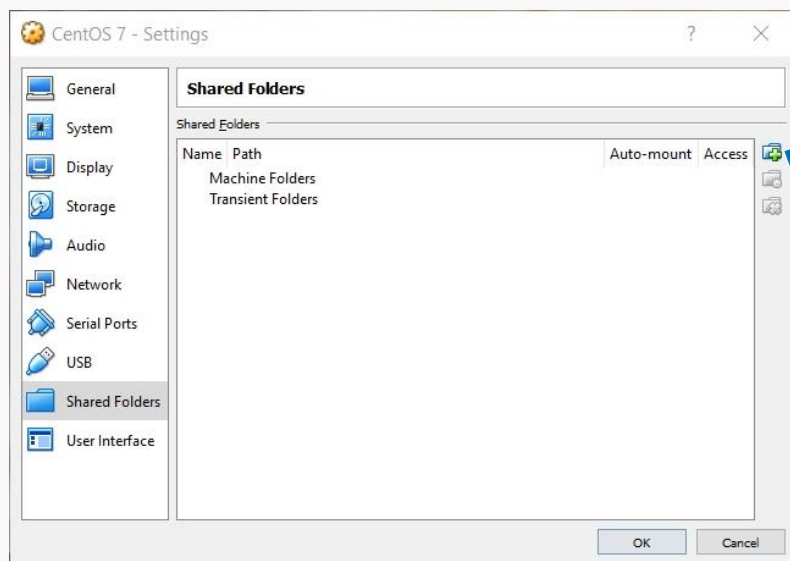 CentOS 7 - Settings ?
General
System
Display
Storage
Audio
Network
Serial Ports
USB
Shared Folders
User Interface
Shared Folders
Shared Folders
Name Path Auto-mount Access
Machine Folders
Transient Folders
OK Cancel